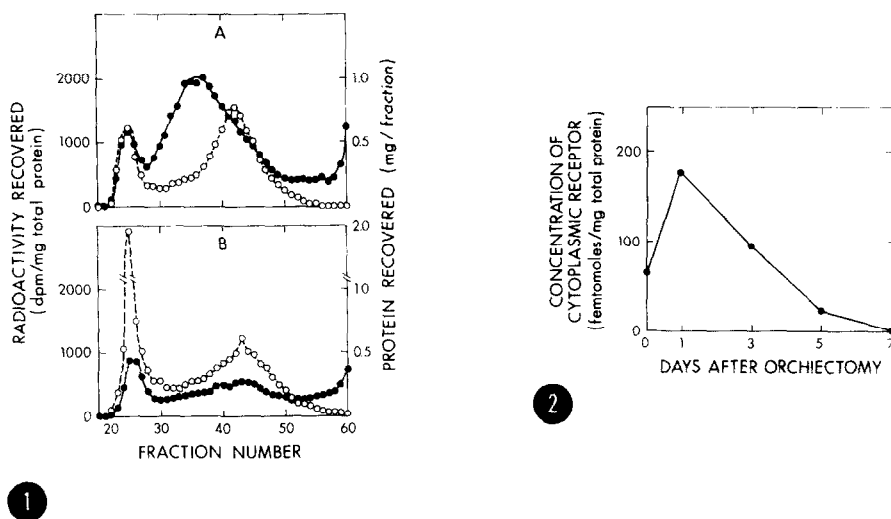 A
2000
1000
0
1.0
0.5
0
B
2000
1000
0
2.0
1.0
0.5
0
20 30 40 50 60
FRACTION NUMBER
RADIOACTIVITY RECOVERED
(dpm/mg total protein)
PROTEIN RECOVERED (mg/fraction)
1
200
100
0
0 1 3 5 7
DAYS AFTER ORCHIECTOMY
CONCENTRATION OF
CYTOPLASMIC RECEPTOR
(femtomoles/mg total protein)
2